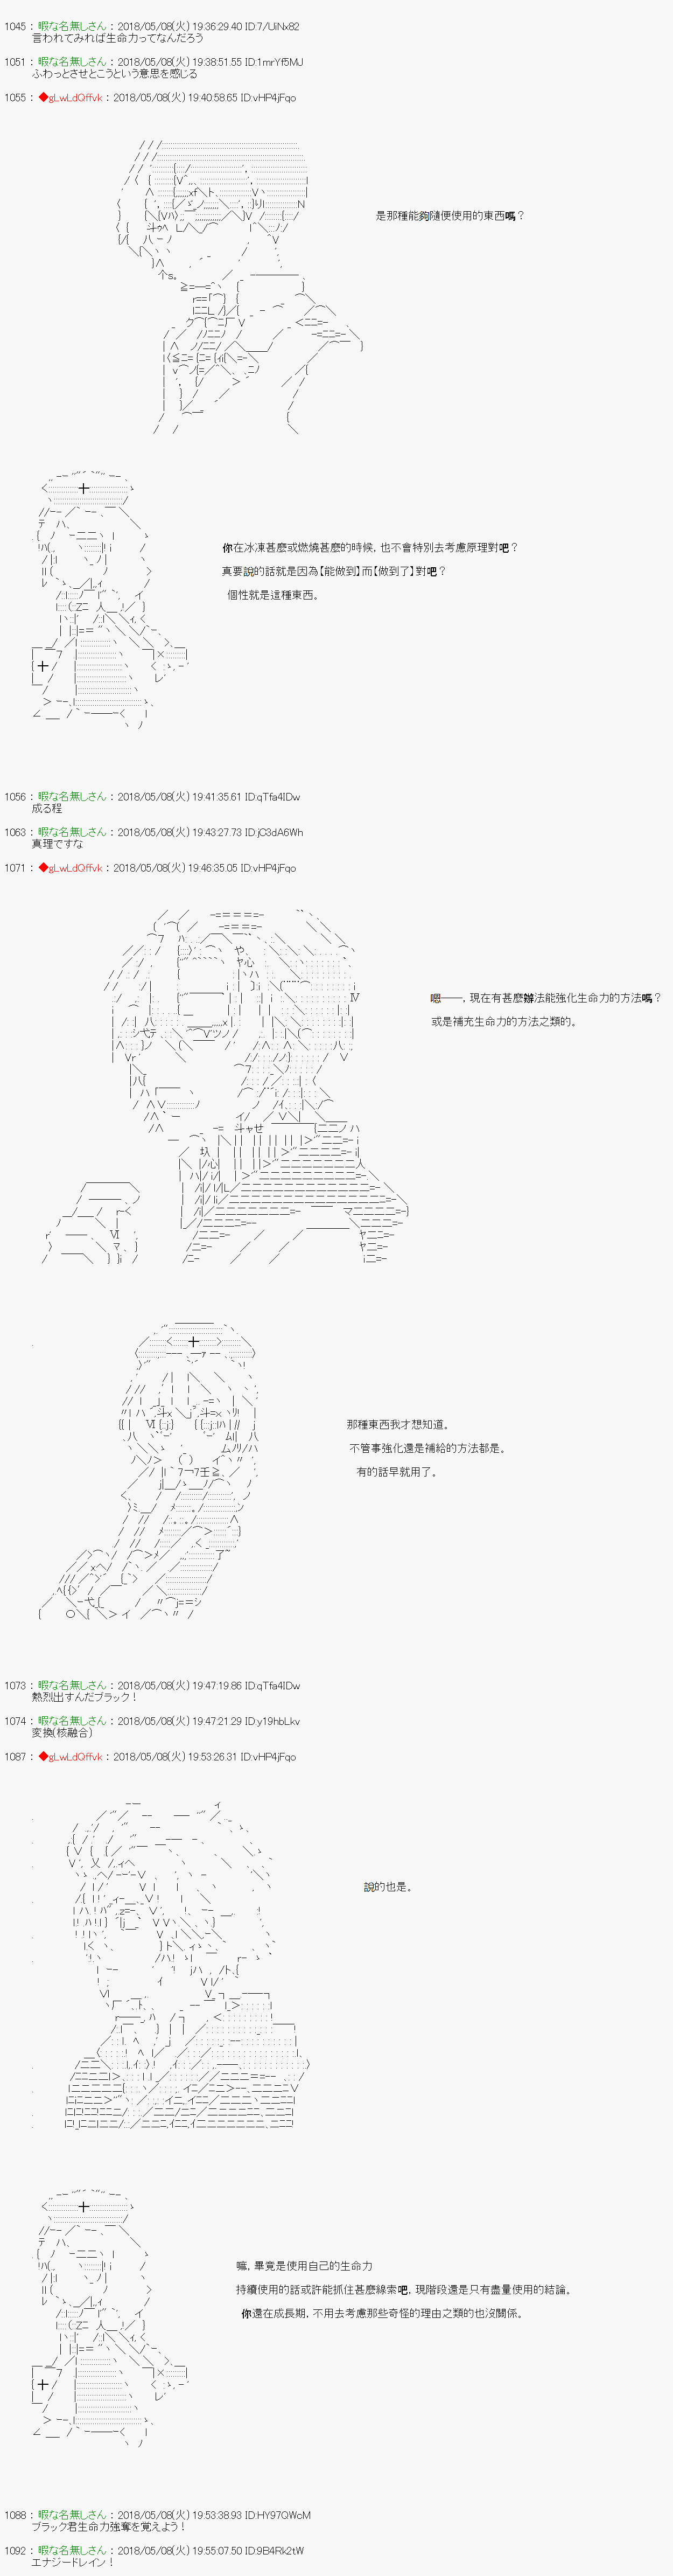 1045 : 暇な名無しさん : 2018/05/08(火) 19:36:29.40 ID:7/UiiNx82
言われてみれば生命力ってなんだろう
1051 : 暇な名無しさん : 2018/05/08(火) 19:38:51.55 ID:1mrYf5MJ
ふわっとさせとこうという意思を感じる
1055 : ◆gLwLdQffvk : 2018/05/08(火) 19:40:58.65 ID:vHP4jFqo
是那種能夠隨便使用的東西嗎？
你在冰凍甚麼或燃燒甚麼的時候, 也不會特別去考慮原理對吧？
真要說的話就是因為【能做到】而【做到了】對吧？
個性就是這種東西。
1056 : 暇な名無しさん : 2018/05/08(火) 19:41:35.61 ID:qTfa4IDw
成る程
1063 : 暇な名無しさん : 2018/05/08(火) 19:43:27.73 ID:jC3dA6Wh
真理ですな
1071 : ◆gLwLdQffvk : 2018/05/08(火) 19:46:35.05 ID:vHP4jFqo
嗯――, 現在有甚麼辦法能強化生命力的方法嗎？
或是補充生命力的方法之類的。
那種東西我才想知道。
不管事強化還是補給的方法都是。
有的話早就用了。
1073 : 暇な名無しさん : 2018/05/08(火) 19:47:19.86 ID:qTfa4IDw
熱烈出すんだブラック！
1074 : 暇な名無しさん : 2018/05/08(火) 19:47:21.29 ID:y19hbLkv
変換(核融合)
1087 : ◆gLwLdQffvk : 2018/05/08(火) 19:53:26.31 ID:vHP4jFqo
說的也是。
嘛, 畢竟是使用自己的生命力
持續使用的話或許能抓住甚麼線索吧, 現階段還是只有盡量使用的結論。
你還在成長期, 不用去考慮那些奇怪的理由之類的也沒關係。
1088 : 暇な名無しさん : 2018/05/08(火) 19:53:38.93 ID:HY97QWcM
ブラック君生命力強奪を覚えよう！
1092 : 暇な名無しさん : 2018/05/08(火) 19:55:07.50 ID:9B4Rk2tW
エナジードレイン！